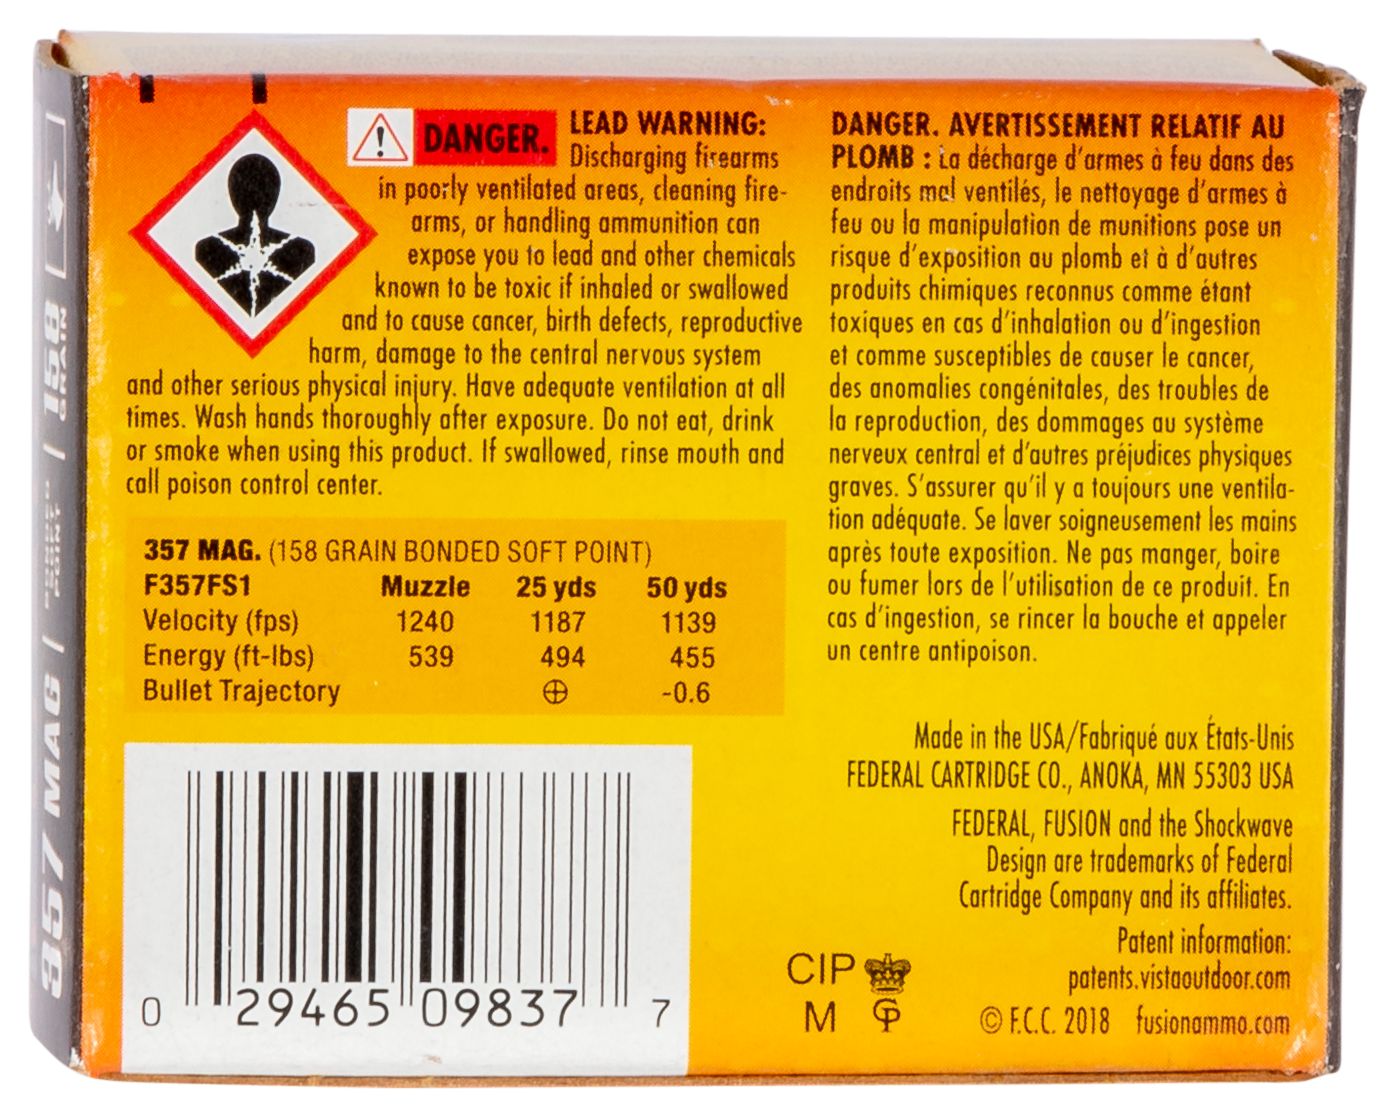 DANGER.
LEAD WARNING:
Discharging firearms
in poorly ventilated areas, cleaning fire-
arms, or handling ammunition can
expose you to lead and other chemicals
known to be toxic if inhaled or swallowed
and to cause cancer, birth defects, reproductive
harm, damage to the central nervous system
and other serious physical injury. Have adequate ventilation at all
times. Wash hands thoroughly after exposure. Do not eat, drink
or smoke when using this product. If swallowed, rinse mouth and
call poison control center.
DANGER. AVERTISSEMENT RELATIF AU
PLOMB : La décharge d'armes à feu dans des
endroits mal ventilés, le nettoyage d'armes à
feu ou la manipulation de munitions pose un
risque d'exposition au plomb et à d'autres
produits chimiques reconnus comme étant
toxiques en cas d'inhalation ou d'ingestion
et comme susceptibles de causer le cancer,
des anomalies congénitales, des troubles de
la reproduction, des dommages au système
nerveux central et d'autres préjudices physiques
graves. S'assurer qu'il y a toujours une ventila-
tion adéquate. Se laver soigneusement les mains
après toute exposition. Ne pas manger, boire
ou fumer lors de l'utilisation de ce produit. En
cas d'ingestion, se rincer la bouche et appeler
un centre antipoison.
357 MAG. (158 GRAIN BONDED SOFT POINT)
F357FS1 Muzzle 25 yds 50 yds
Velocity (fps) 1240 1187 1139
Energy (ft-lbs) 539 494 455
Bullet Trajectory ⊕ -0.6
Made in the USA/Fabriqué aux États-Unis
FEDERAL CARTRIDGE CO., ANOKA, MN 55303 USA
FEDERAL, FUSION and the Shockwave
Design are trademarks of Federal
Cartridge Company and its affiliates.
Patent information:
patents.vistaoutdoor.com
© F.C.C. 2018 fusionammo.com
CIP
M
GP
0 29465 09837 7
357 MAG | POINT | 158 GRAIN